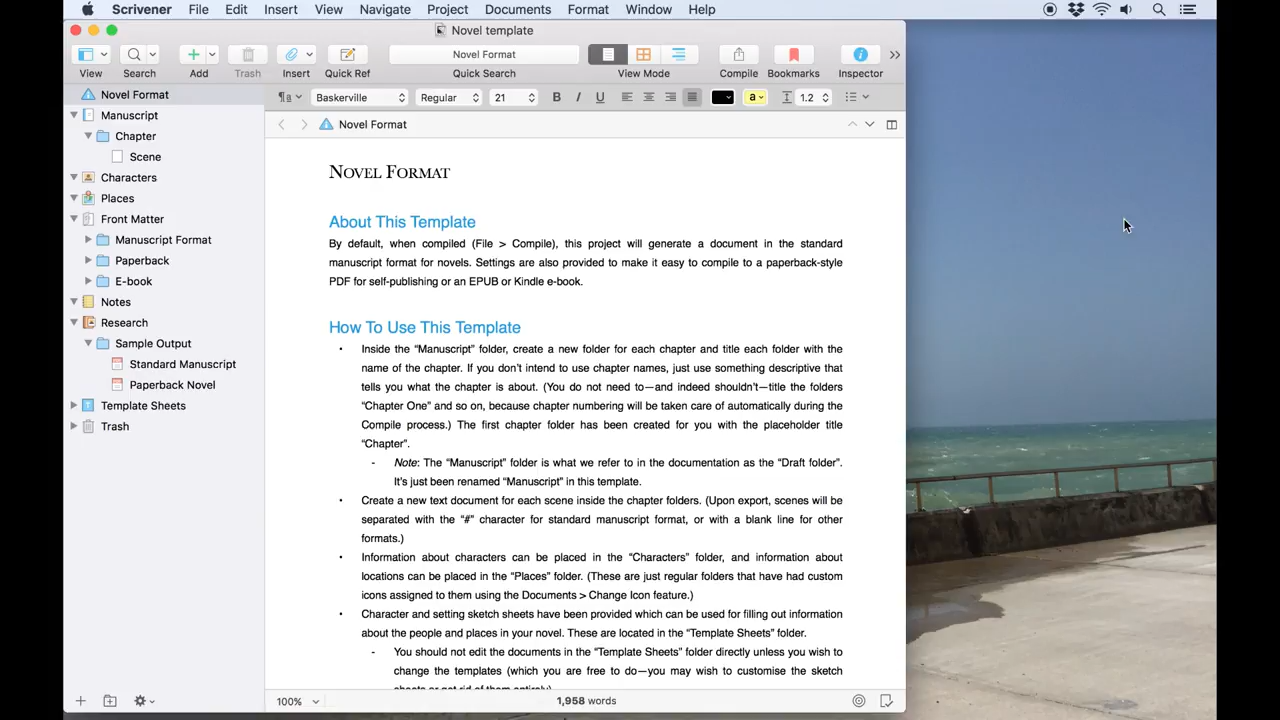 Scrivener File Edit Insert View Navigate Project Documents Format Window Help
Novel template
Novel Format
View Search Add Trash Insert Quick Ref Quick Search View Mode Compile Bookmarks Inspector
Novel Format
Manuscript
Chapter
Scene
Characters
Places
Front Matter
Manuscript Format
Paperback
E-book
Notes
Research
Sample Output
Standard Manuscript
Paperback Novel
Template Sheets
Trash
Baskerville Regular 21 B I U a 1.2
Novel Format
NOVEL FORMAT
About This Template
By default, when compiled (File > Compile), this project will generate a document in the standard
manuscript format for novels. Settings are also provided to make it easy to compile to a paperback-style
PDF for self-publishing or an EPUB or Kindle e-book.
How To Use This Template
• Inside the “Manuscript” folder, create a new folder for each chapter and title each folder with the
name of the chapter. If you don’t intend to use chapter names, just use something descriptive that
tells you what the chapter is about. (You do not need to—and indeed shouldn’t—title the folders
“Chapter One” and so on, because chapter numbering will be taken care of automatically during the
Compile process.) The first chapter folder has been created for you with the placeholder title
“Chapter”.
- Note: The “Manuscript” folder is what we refer to in the documentation as the “Draft folder”.
It’s just been renamed “Manuscript” in this template.
• Create a new text document for each scene inside the chapter folders. (Upon export, scenes will be
separated with the “#” character for standard manuscript format, or with a blank line for other
formats.)
• Information about characters can be placed in the “Characters” folder, and information about
locations can be placed in the “Places” folder. (These are just regular folders that have had custom
icons assigned to them using the Documents > Change Icon feature.)
• Character and setting sketch sheets have been provided which can be used for filling out information
about the people and places in your novel. These are located in the “Template Sheets” folder.
- You should not edit the documents in the “Template Sheets” folder directly unless you wish to
change the templates (which you are free to do—you may wish to customise the sketch
sheets or get rid of them entirely)
100% 1,958 words